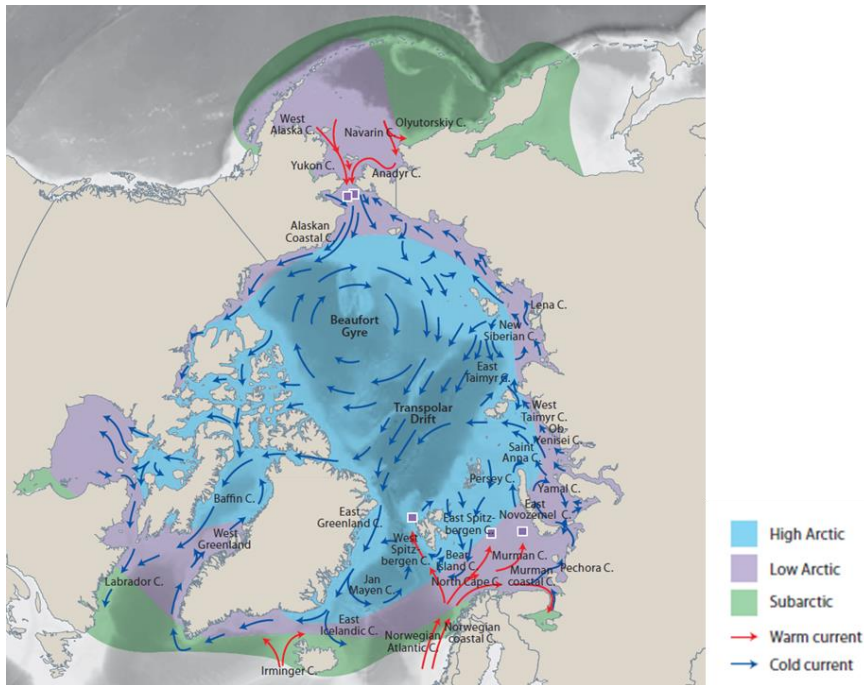 West
Alaska C.
Navarin C.
Olyutorskiy C.
Yukon C.
Anadyr C.
Alaskan
Coastal C.
Lena C.
Beaufort
Gyre
New
Siberian C.
East
Taimyr C.
Transpolar
Drift
West
Taimyr C.
Ob-
Yenisei C.
Saint
Anna C.
Persey C.
Yamal C.
Baffin C.
East
Greenland C.
East Spitz-
bergen C.
East
Novozemel C.
West
Greenland
West
Spitz-
bergen C.
Bear
Island C.
Murman C.
Pechora C.
Labrador C.
Jan
Mayen C.
North Cape C.
Murman
coastal C.
East
Icelandic C.
Norwegian
Atlantic C.
Norwegian
coastal C.
Irminger C.
High Arctic
Low Arctic
Subarctic
Warm current
Cold current